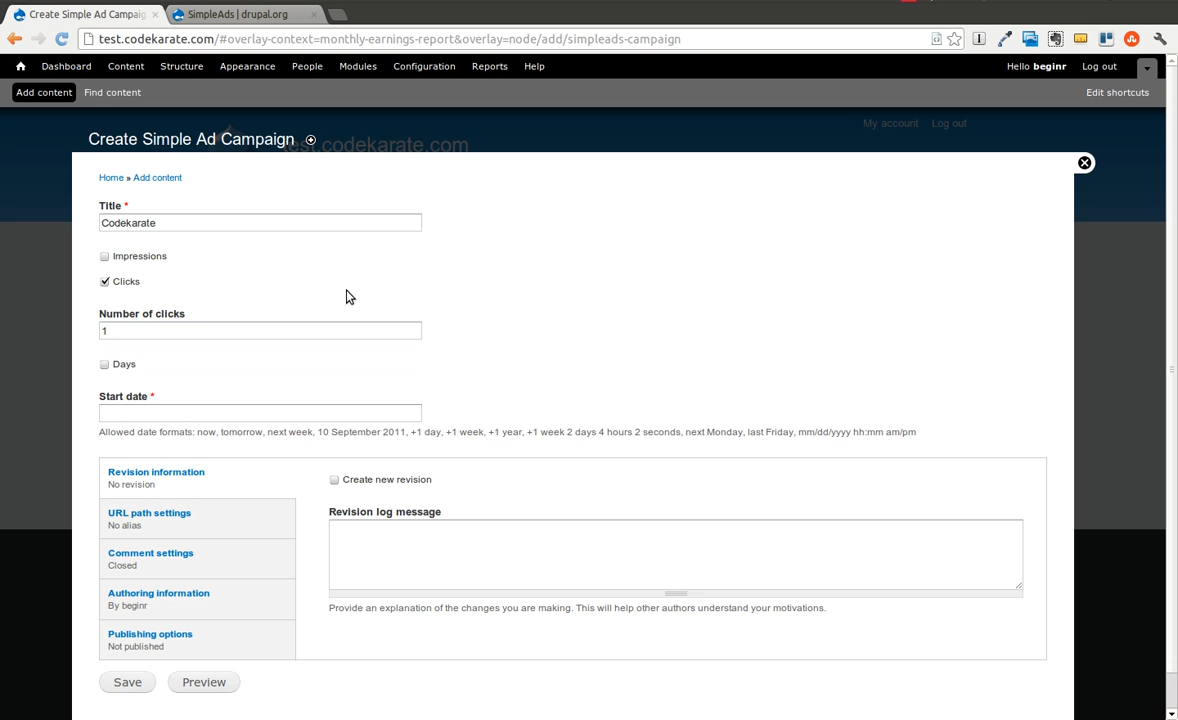 Create Simple Ad Campaig
SimpleAds | drupal.org
test.codekarate.com/#overlay-context=monthly-earnings-report&overlay=node/add/simpleads-campaign
Dashboard Content Structure Appearance People Modules Configuration Reports Help Hello beginr Log out
Add content Find content Edit shortcuts
My account Log out
Create Simple Ad Campaign
test.codekarate.com
Home » Add content
Title *
Codekarate
Impressions
Clicks
Number of clicks
1
Days
Start date *
Allowed date formats: now, tomorrow, next week, 10 September 2011, +1 day, +1 week, +1 year, +1 week 2 days 4 hours 2 seconds, next Monday, last Friday, mm/dd/yyyy hh:mm am/pm
Revision information
No revision
URL path settings
No alias
Comment settings
Closed
Authoring information
By beginr
Publishing options
Not published
Create new revision
Revision log message
Provide an explanation of the changes you are making. This will help other authors understand your motivations.
Save Preview